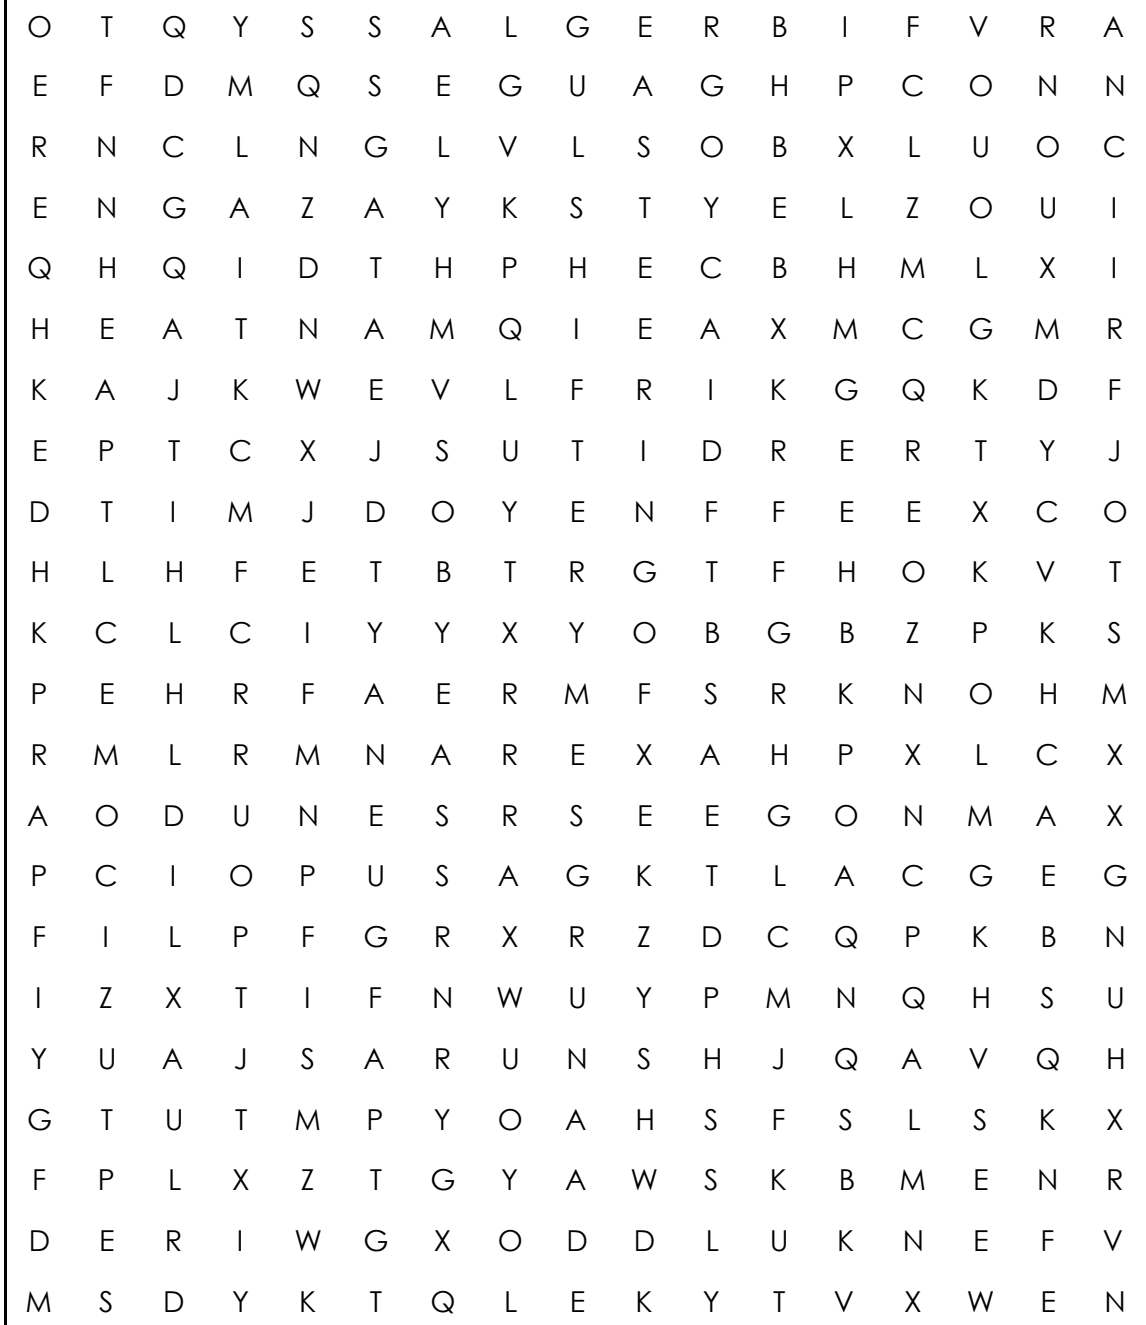 O T Q Y S S A L G E R B I F V R A
E F D M Q S E G U A G H P C O N N
R N C L N G L V L S O B X L U O C
E N G A Z A Y K S T Y E L Z O U I
Q H Q I D T H P H E C B H M L X I
H E A T N A M Q I E A X M C G M R
K A J K W E V L F R I K G Q K D F
E P T C X J S U T I D R E R T Y J
D T I M J D O Y E N F F E E X C O
H L H F E T B T R G T F H O K V T
K C L C I Y Y X Y O B G B Z P K S
P E H R F A E R M F S R K N O H M
R M L R M N A R E X A H P X L C X
A O D U N E S R S E E G O N M A X
P C I O P U S A G K T L A C G E G
F I L P F G R X R Z D C Q P K B N
I Z X T I F N W U Y P M N Q H S U
Y U A J S A R U N S H J Q A V Q H
G T U T M P Y O A H S F S L S K X
F P L X Z T G Y A W S K B M E N R
D E R I W G X O D D L U K N E F V
M S D Y K T Q L E K Y T V X W E N